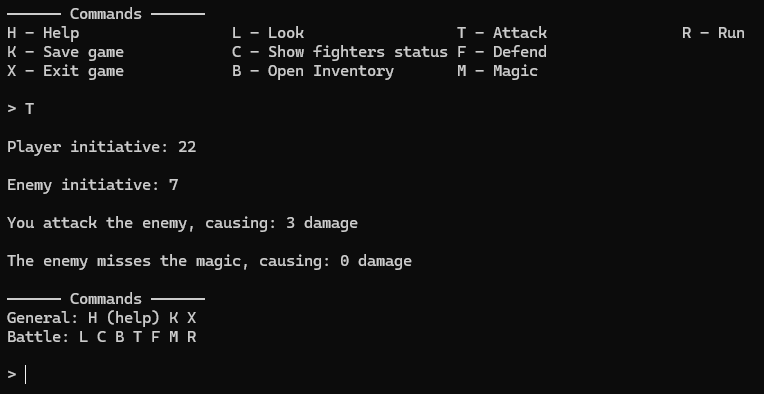 ────── Commands ──────
H — Help L — Look T — Attack R — Run
K — Save game C — Show fighters status F — Defend
X — Exit game B — Open Inventory M — Magic
> T
Player initiative: 22
Enemy initiative: 7
You attack the enemy, causing: 3 damage
The enemy misses the magic, causing: 0 damage
────── Commands ──────
General: H (help) K X
Battle: L C B T F M R
>